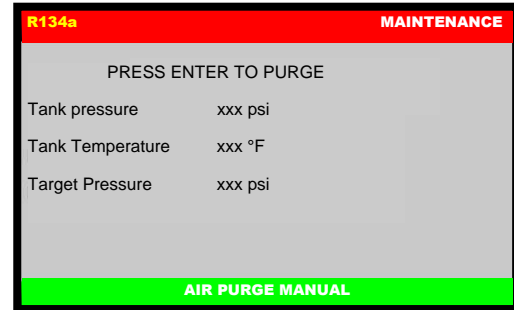 R134a MAINTENANCE
PRESS ENTER TO PURGE
Tank pressure xxx psi
Tank Temperature xxx °F
Target Pressure xxx psi
AIR PURGE MANUAL